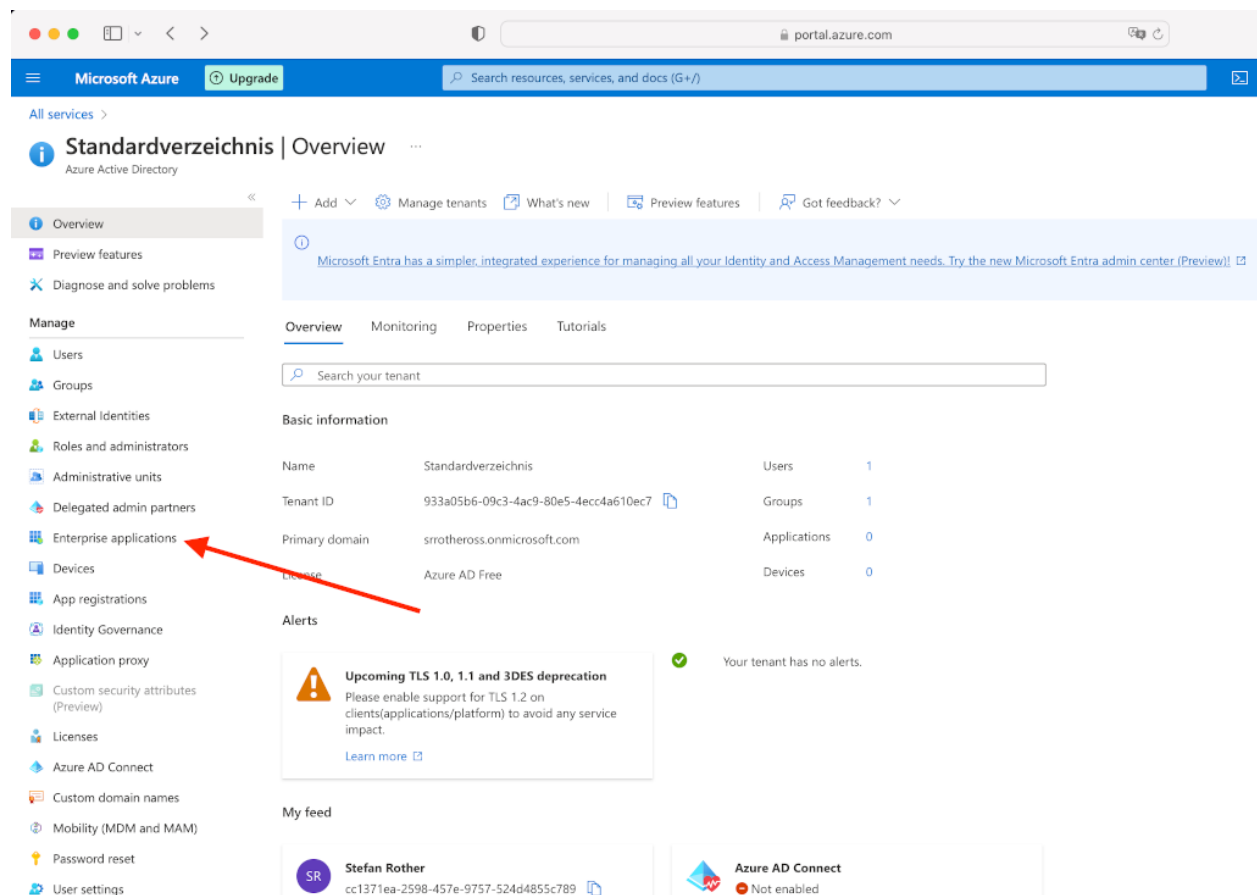 portal.azure.com
Microsoft Azure
Upgrade
Search resources, services, and docs (G+/)
All services >
Standardverzeichnis | Overview ...
Azure Active Directory
«
Add
Manage tenants
What's new
Preview features
Got feedback?
Overview
Preview features
Diagnose and solve problems
Manage
Users
Groups
External Identities
Roles and administrators
Administrative units
Delegated admin partners
Enterprise applications
Devices
App registrations
Identity Governance
Application proxy
Custom security attributes
(Preview)
Licenses
Azure AD Connect
Custom domain names
Mobility (MDM and MAM)
Password reset
User settings
Microsoft Entra has a simpler, integrated experience for managing all your Identity and Access Management needs. Try the new Microsoft Entra admin center (Preview)!
Overview Monitoring Properties Tutorials
Search your tenant
Basic information
Name Standardverzeichnis Users 1
Tenant ID 933a05b6-09c3-4ac9-80e5-4ecc4a610ec7 Groups 1
Primary domain srrotheross.onmicrosoft.com Applications 0
License Azure AD Free Devices 0
Alerts
Upcoming TLS 1.0, 1.1 and 3DES deprecation
Please enable support for TLS 1.2 on
clients(applications/platform) to avoid any service
impact.
Learn more
Your tenant has no alerts.
My feed
SR
Stefan Rother
cc1371ea-2598-457e-9757-524d4855c789
Azure AD Connect
Not enabled